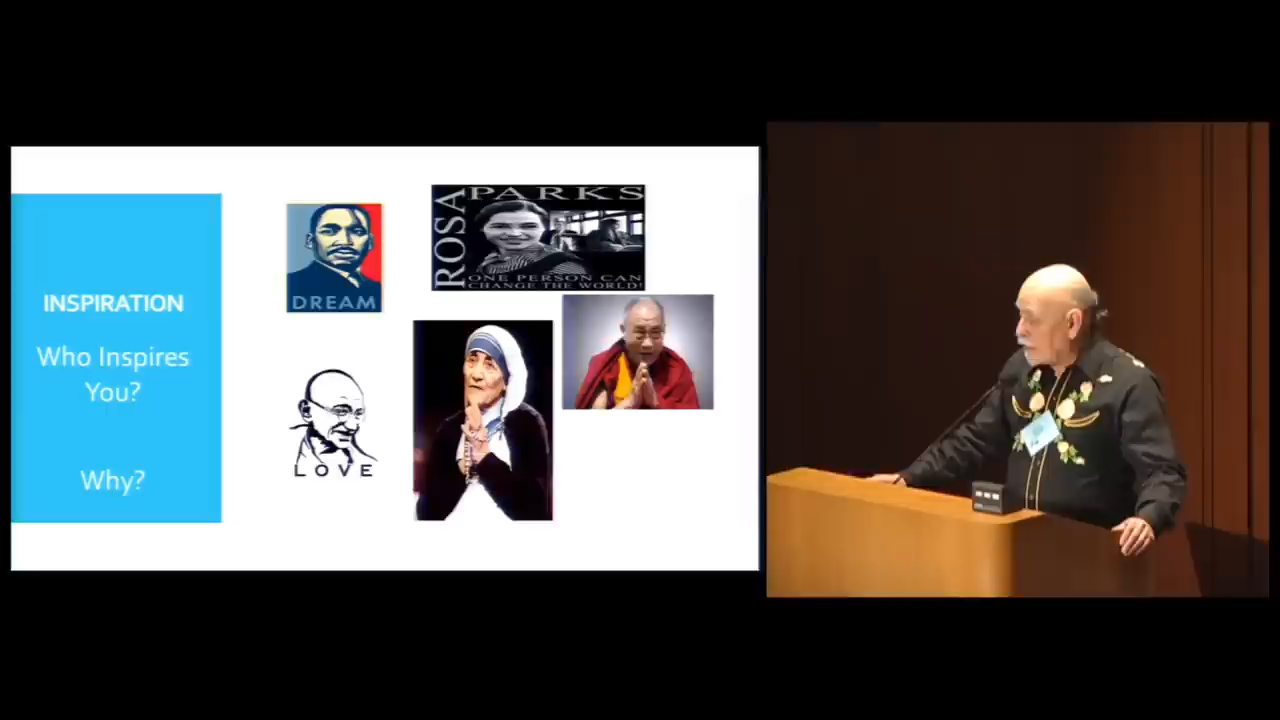 INSPIRATION
Who Inspires
You?
Why?
DREAM
ROSA
PARKS
ONE PERSON CAN
CHANGE THE WORLD!
LOVE